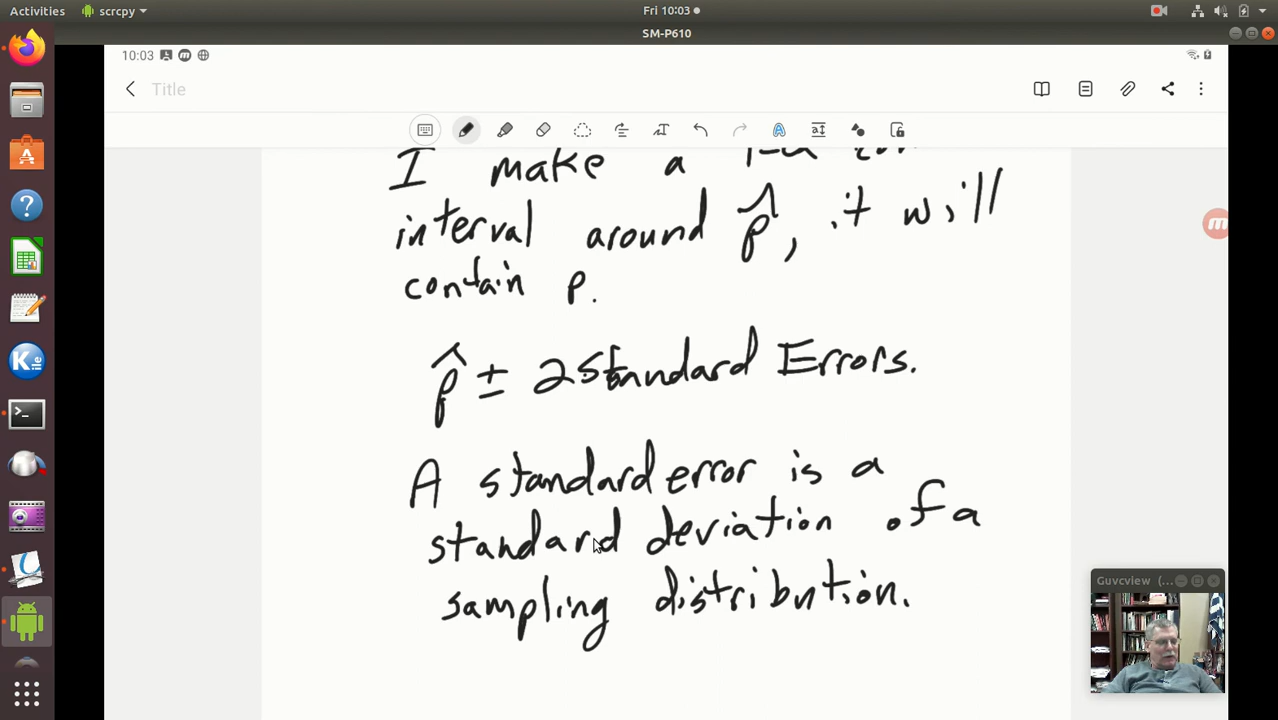 Activities scrcpy Fri 10:03
SM-P610
10:03
Title
I make a
interval around p̂, it will
contain p.
p̂ ± 2 Standard Errors.
A standard error is a
standard deviation of a
sampling distribution.
Guvcview (...